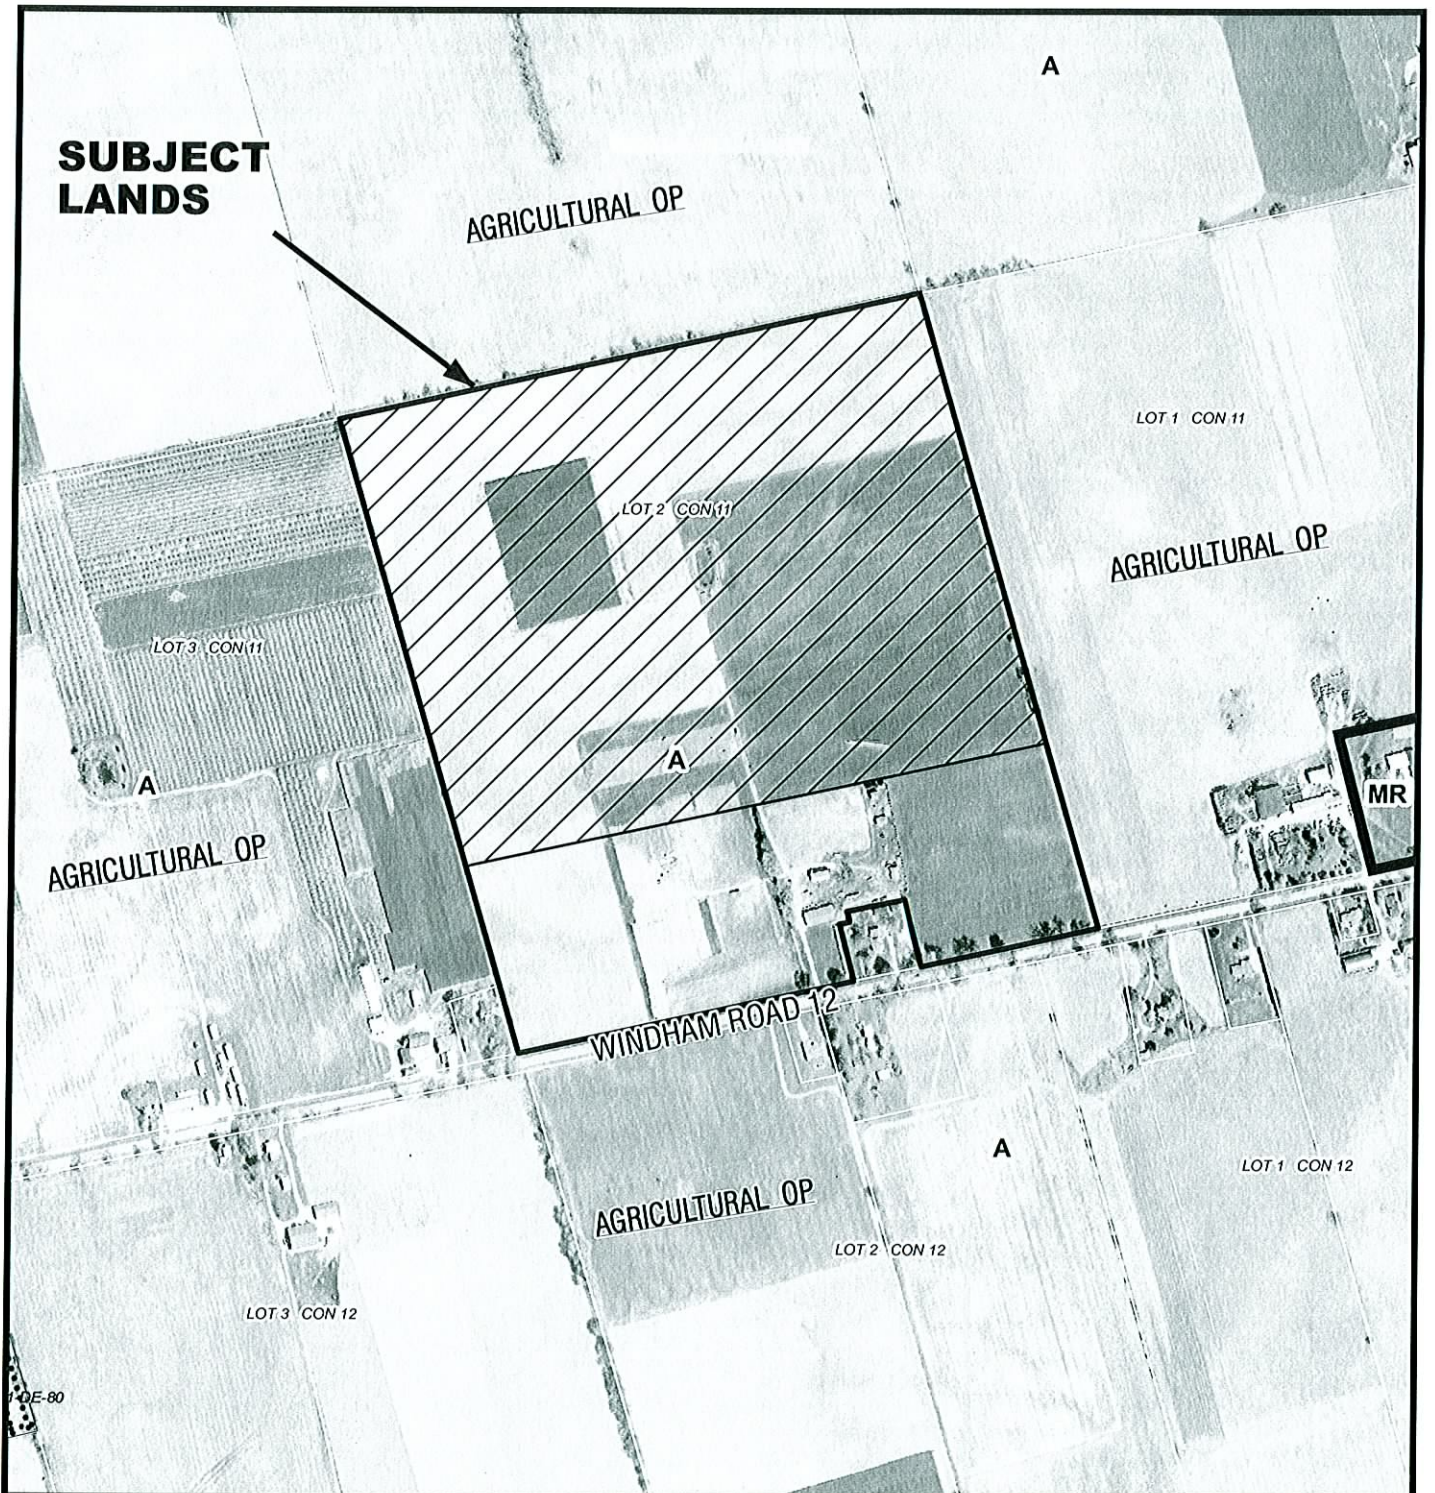 A
SUBJECT
LANDS
AGRICULTURAL OP
LOT 1 CON 11
LOT 2 CON 11
AGRICULTURAL OP
LOT 3 CON 11
A
A
MR
AGRICULTURAL OP
WINDHAM ROAD 12
A
LOT 1 CON 12
AGRICULTURAL OP
LOT 2 CON 12
LOT 3 CON 12
1-DE-80